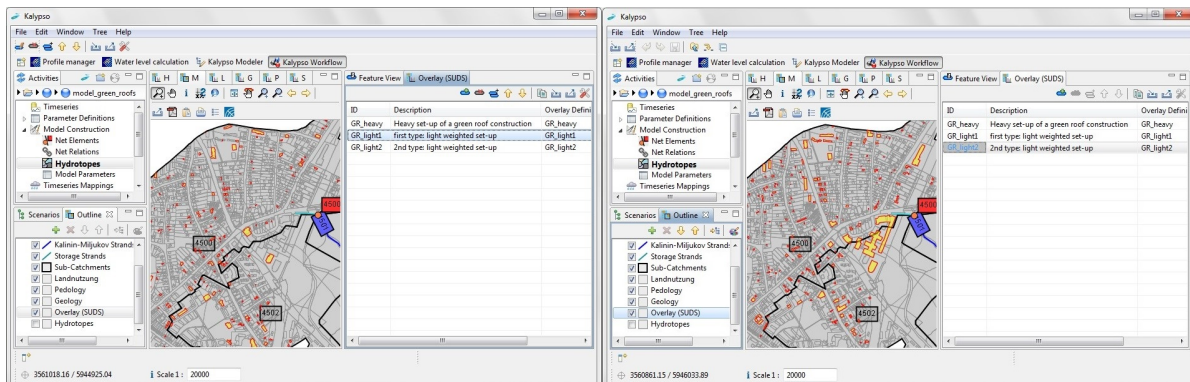 Kalypso
File Edit Window Tree Help
Profile manager Water level calculation Kalypso Modeler Kalypso Workflow
Activities
model_green_roofs
Timeseries
Parameter Definitions
Model Construction
Net Elements
Net Relations
Hydrotopes
Model Parameters
Timeseries Mappings
Scenarios Outline
Kalinin-Miljukov Strands
Storage Strands
Sub-Catchments
Landnutzung
Pedology
Geology
Overlay (SUDS)
Hydrotopes
H M L G P S
4500
4502
Feature View Overlay (SUDS)
ID Description Overlay Defini
GR_heavy Heavy set-up of a green roof construction GR_heavy
GR_light1 first type: light weighted set-up GR_light1
GR_light2 2nd type: light weighted set-up GR_light2
3561018.16 / 5944925.04 Scale 1 : 20000
Kalypso
File Edit Window Tree Help
Profile manager Water level calculation Kalypso Modeler Kalypso Workflow
Activities
model_green_roofs
Timeseries
Parameter Definitions
Model Construction
Net Elements
Net Relations
Hydrotopes
Model Parameters
Timeseries Mappings
Scenarios Outline
Kalinin-Miljukov Strands
Storage Strands
Sub-Catchments
Landnutzung
Pedology
Geology
Overlay (SUDS)
Hydrotopes
H M L G P S
4500
4502
Feature View Overlay (SUDS)
ID Description Overlay Defini
GR_heavy Heavy set-up of a green roof construction GR_heavy
GR_light1 first type: light weighted set-up GR_light1
GR_light2 2nd type: light weighted set-up GR_light2
3560861.15 / 5946033.89 Scale 1 : 20000